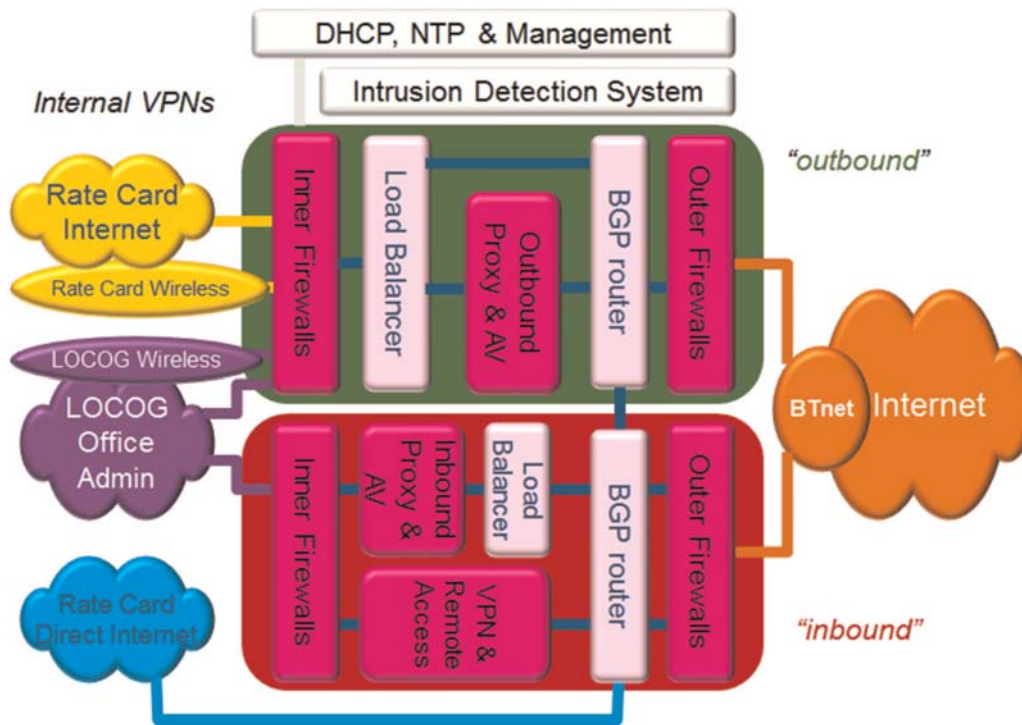 DHCP, NTP & Management
Intrusion Detection System
Internal VPNs
"outbound"
Rate Card
Internet
Rate Card Wireless
LOCOG Wireless
LOCOG
Office
Admin
Rate Card
Direct Internet
Inner Firewalls
Load Balancer
Outbound
Proxy & AV
BGP router
Outer Firewalls
Inner Firewalls
Inbound
Proxy &
AV
Load
Balancer
VPN &
Remote
Access
BGP router
Outer Firewalls
BTnet
Internet
"inbound"